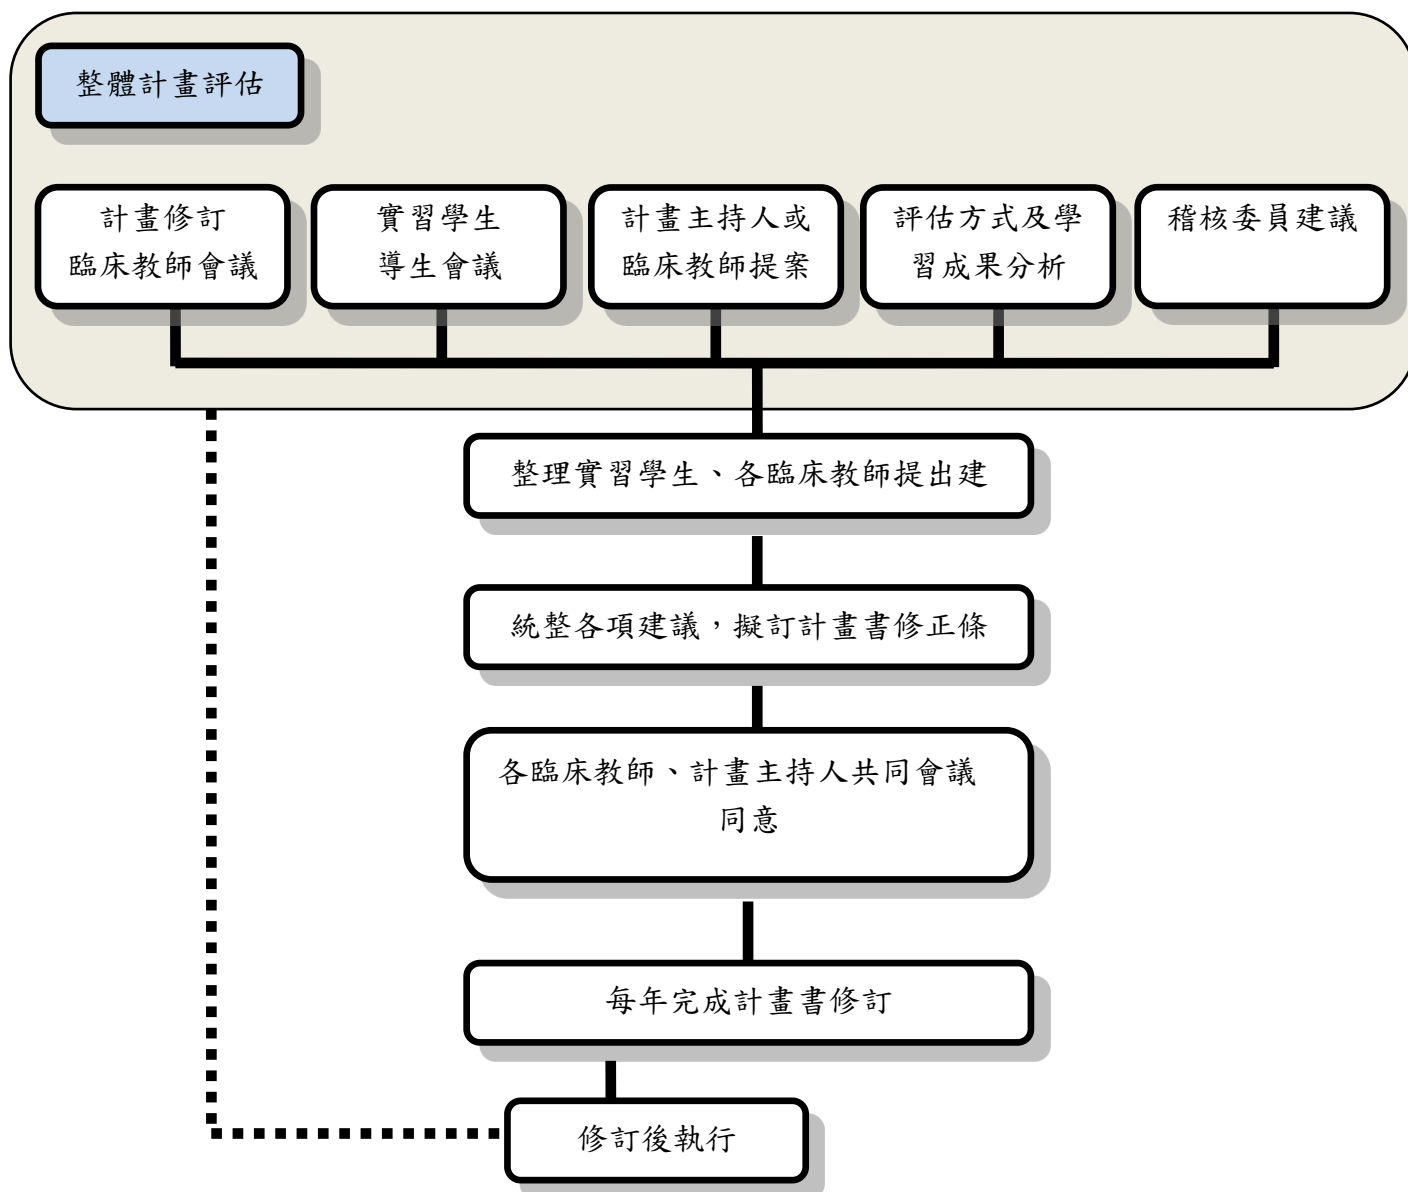 整體計畫評估
計畫修訂
臨床教師會議
實習學生
導生會議
計畫主持人或
臨床教師提案
評估方式及學
習成果分析
稽核委員建議
整理實習學生、各臨床教師提出建
統整各項建議，擬訂計畫書修正條
各臨床教師、計畫主持人共同會議
同意
每年完成計畫書修訂
修訂後執行